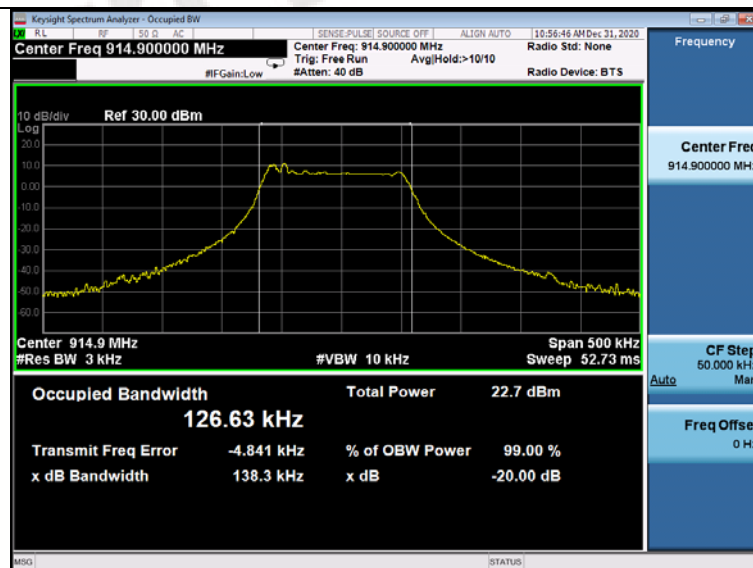 Keysight Spectrum Analyzer - Occupied BW
RL RF 50 Ω AC SENSE:PULSE SOURCE OFF ALIGN AUTO 10:56:46 AM Dec 31, 2020
Center Freq 914.900000 MHz
Center Freq: 914.900000 MHz Radio Std: None
Trig: Free Run Avg|Hold:>10/10
#IFGain:Low #Atten: 40 dB Radio Device: BTS
Frequency
10 dB/div Ref 30.00 dBm
Log
20.0
10.0
0.00
-10.0
-20.0
-30.0
-40.0
-50.0
-60.0
Center Freq
914.900000 MHz
Center 914.9 MHz Span 500 kHz
#Res BW 3 kHz #VBW 10 kHz Sweep 52.73 ms
CF Step
50.000 kHz
Auto Man
Occupied Bandwidth Total Power 22.7 dBm
126.63 kHz
Transmit Freq Error -4.841 kHz % of OBW Power 99.00 %
x dB Bandwidth 138.3 kHz x dB -20.00 dB
Freq Offse
0 H
MSG STATUS